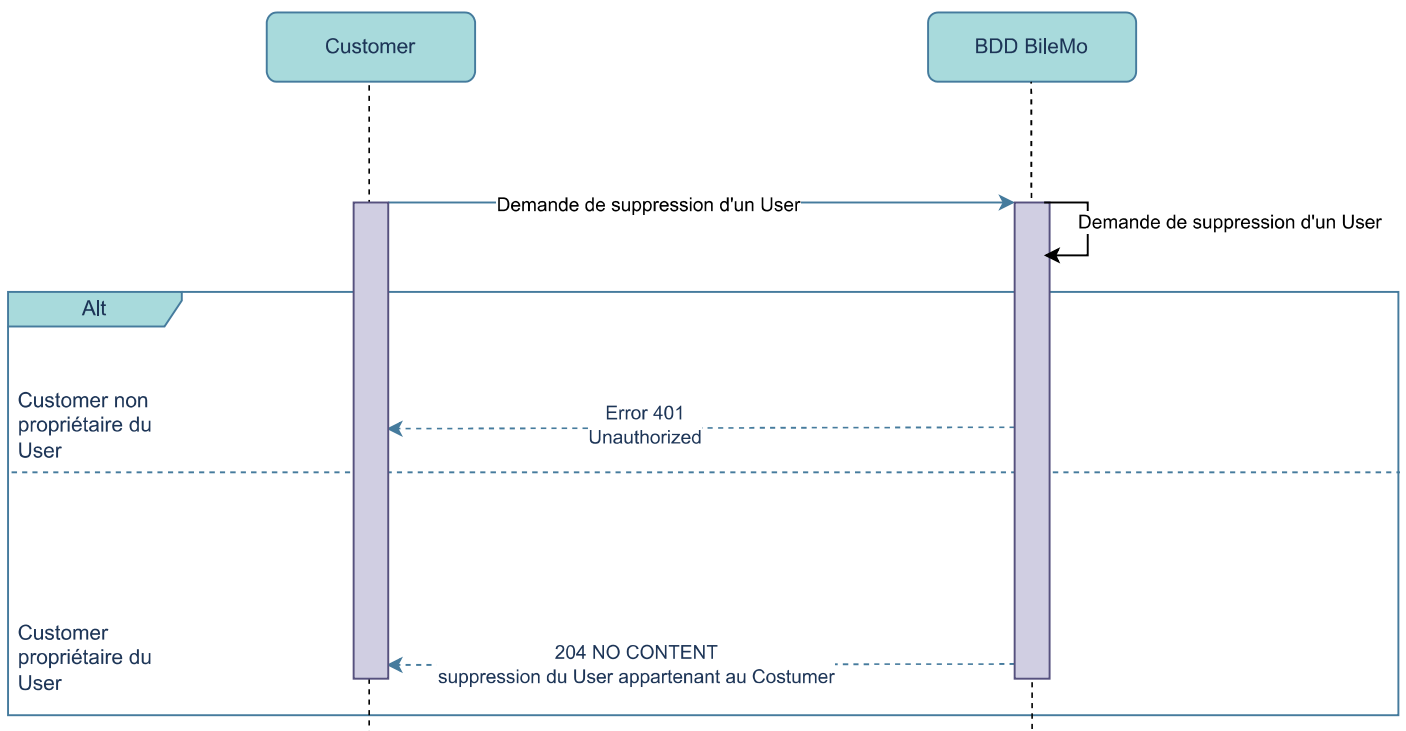 Customer
BDD BileMo
Demande de suppression d'un User
Demande de suppression d'un User
Alt
Customer non
propriétaire du
User
Error 401
Unauthorized
Customer
propriétaire du
User
204 NO CONTENT
suppression du User appartenant au Costumer